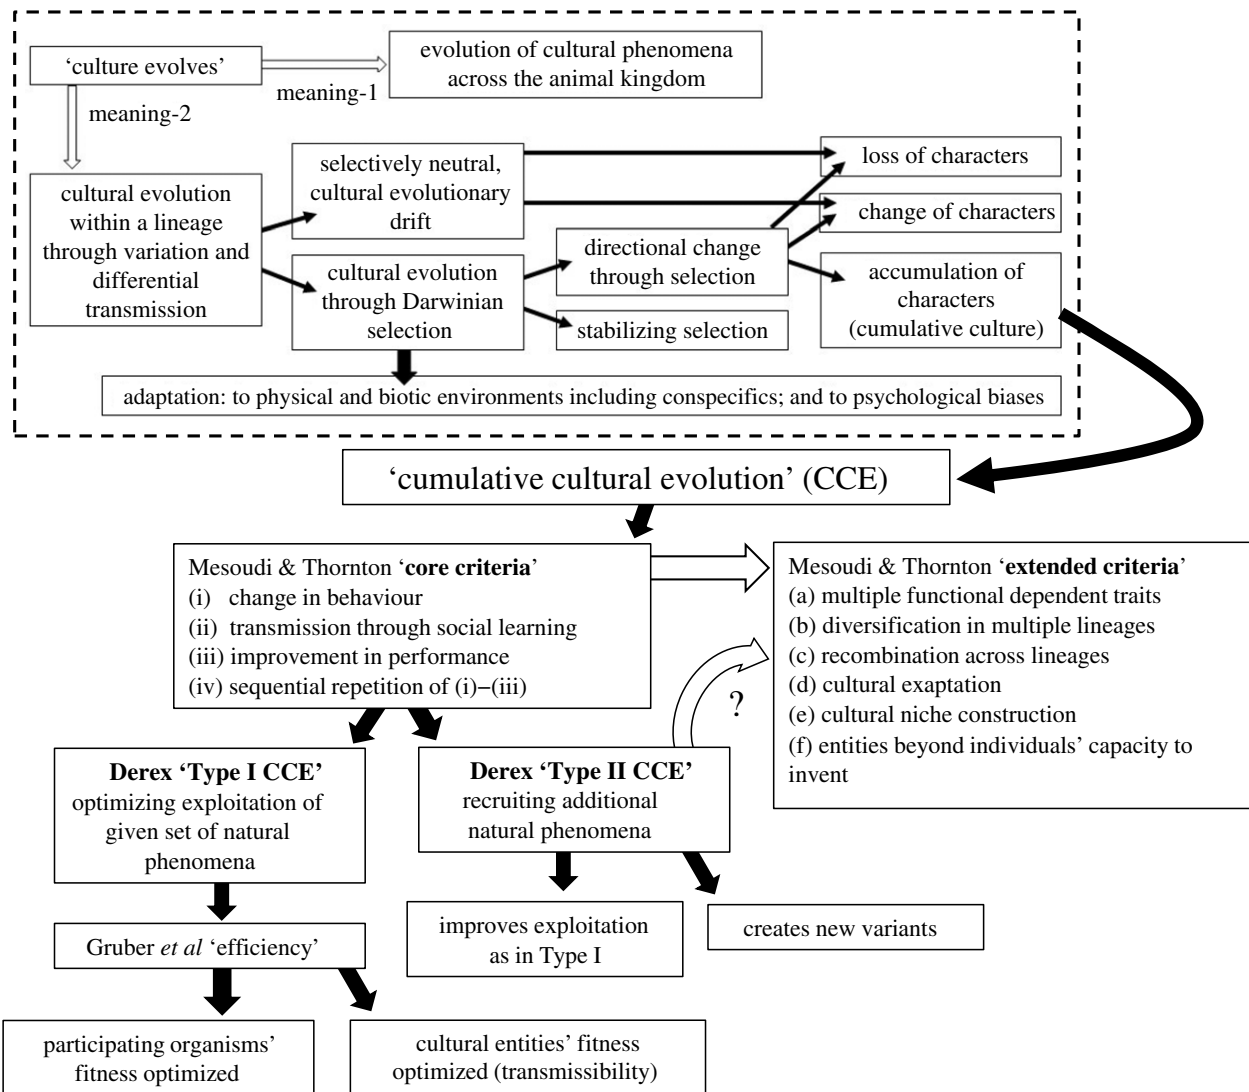 ‘culture evolves’
meaning-1
evolution of cultural phenomena
across the animal kingdom
meaning-2
cultural evolution
within a lineage
through variation and
differential
transmission
selectively neutral,
cultural evolutionary
drift
cultural evolution
through Darwinian
selection
directional change
through selection
stabilizing selection
loss of characters
change of characters
accumulation of
characters
(cumulative culture)
adaptation: to physical and biotic environments including conspecifics; and to psychological biases
‘cumulative cultural evolution’ (CCE)
Mesoudi & Thornton ‘core criteria’
(i) change in behaviour
(ii) transmission through social learning
(iii) improvement in performance
(iv) sequential repetition of (i)–(iii)
Mesoudi & Thornton ‘extended criteria’
(a) multiple functional dependent traits
(b) diversification in multiple lineages
(c) recombination across lineages
(d) cultural exaptation
(e) cultural niche construction
(f) entities beyond individuals’ capacity to
invent
?
Derex ‘Type I CCE’
optimizing exploitation of
given set of natural
phenomena
Derex ‘Type II CCE’
recruiting additional
natural phenomena
Gruber et al ‘efficiency’
improves exploitation
as in Type I
creates new variants
participating organisms’
fitness optimized
cultural entities’ fitness
optimized (transmissibility)